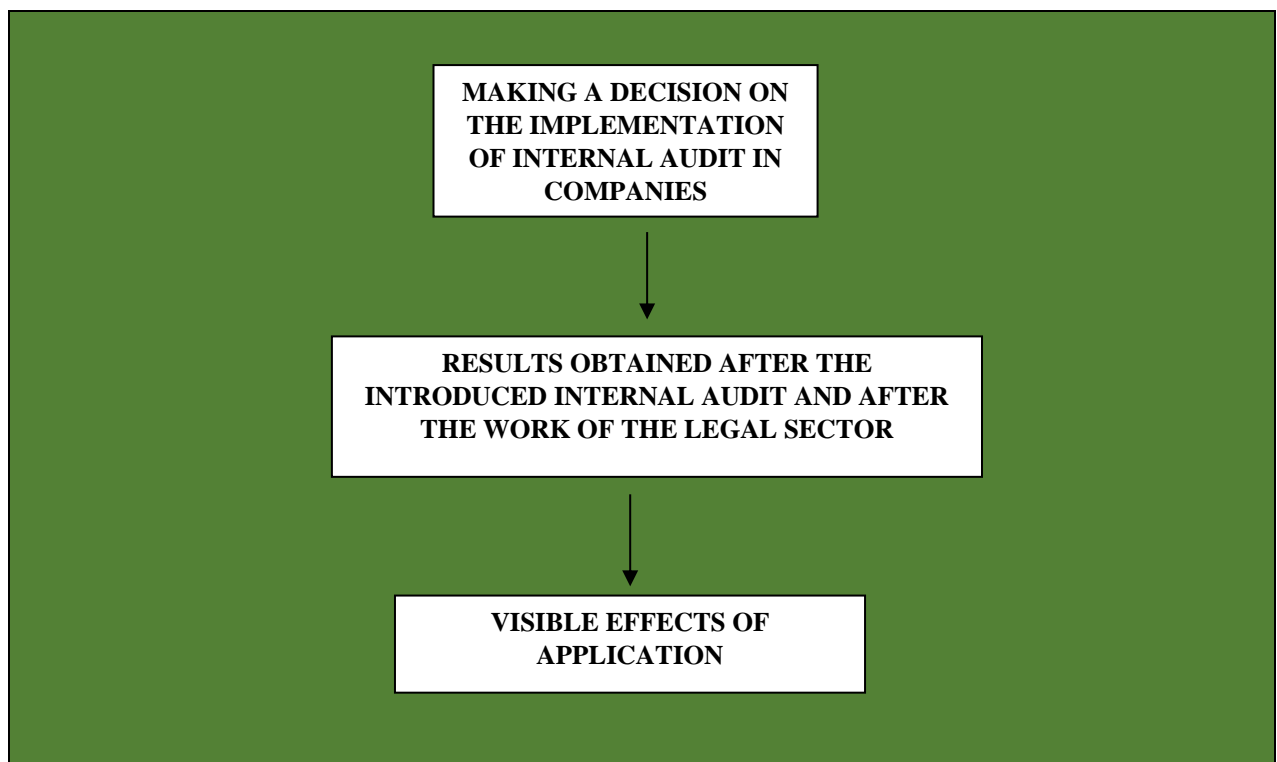 MAKING A DECISION ON
THE IMPLEMENTATION
OF INTERNAL AUDIT IN
COMPANIES
RESULTS OBTAINED AFTER THE
INTRODUCED INTERNAL AUDIT AND AFTER
THE WORK OF THE LEGAL SECTOR
VISIBLE EFFECTS OF
APPLICATION